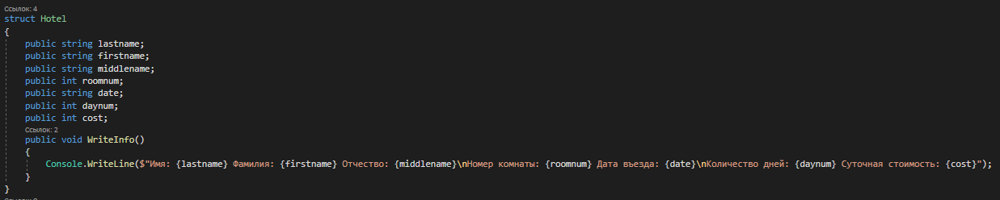 Ссылок: 4
struct Hotel
{
public string lastname;
public string firstname;
public string middlename;
public int roomnum;
public string date;
public int daynum;
public int cost;
Ссылок: 2
public void WriteInfo()
{
Console.WriteLine($"Имя: {lastname} Фамилия: {firstname} Отчество: {middlename}\nНомер комнаты: {roomnum} Дата въезда: {date}\nКоличество дней: {daynum} Суточная стоимость: {cost}");
}
}